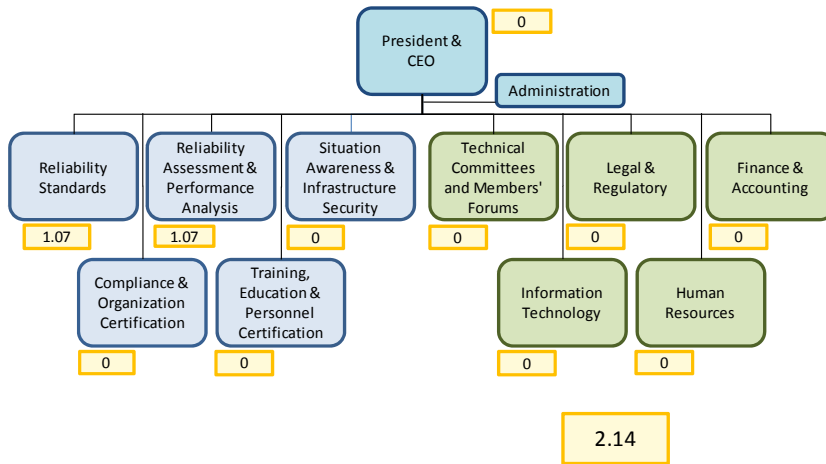 President &
CEO
0
Administration
Reliability
Standards
1.07
Reliability
Assessment &
Performance
Analysis
1.07
Situation
Awareness &
Infrastructure
Security
0
Technical
Committees
and Members'
Forums
0
Legal &
Regulatory
0
Finance &
Accounting
0
Compliance &
Organization
Certification
0
Training,
Education &
Personnel
Certification
0
Information
Technology
0
Human
Resources
0
2.14